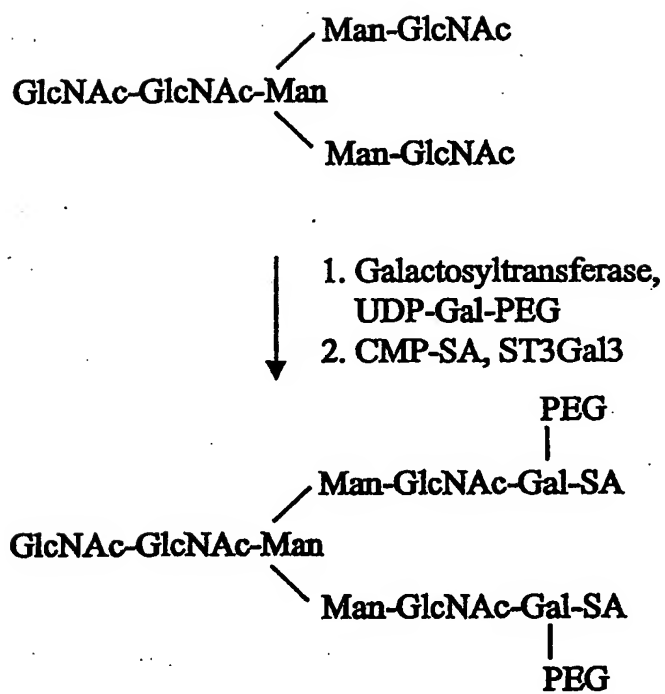 Man-GlcNAc
GlcNAc-GlcNAc-Man
Man-GlcNAc
1. Galactosyltransferase,
UDP-Gal-PEG
2. CMP-SA, ST3Gal3
PEG
Man-GlcNAc-Gal-SA
GlcNAc-GlcNAc-Man
Man-GlcNAc-Gal-SA
PEG